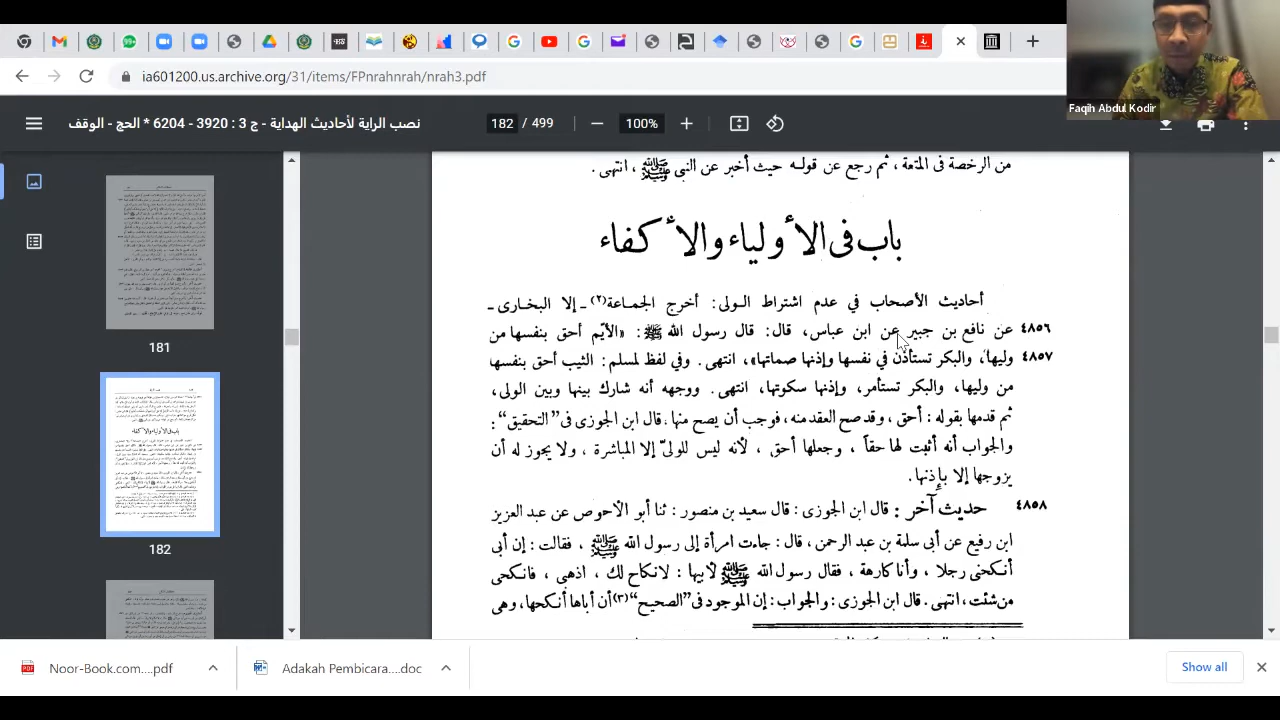 ia601200.us.archive.org/31/items/FPnrahnrah/nrah3.pdf
Faqih Abdul Kodir
نصب الراية لأحاديث الهداية - ج 3 : 3920 - 6204 * الحج - الوقف
182 / 499
100%
181
182
من الرخصة فى المتعة ، ثم رجع عن قوله حيث أخبر عن النبي ﷺ ، انتهى .
باب فى الأولياء والأكفاء
أحاديث الأصحاب في عدم اشتراط الولى: أخرج الجماعة(٢) ـ إلا البخارى ـ
٤٨٥٦ عن نافع بن جبير عن ابن عباس، قال: قال رسول الله ﷺ: «الأيّم أحق بنفسها من
٤٨٥٧ وليها، والبكر تستأذن في نفسها وإذنها صماتها»، انتهى. وفي لفظ لمسلم: الثيب أحق بنفسها
من وليها، والبكر تستأمر، وإذنها سكوتها، انتهى. ووجهه أنه شارك بينها وبين الولى،
ثم قدمها بقوله: أحق، وقد صح العقد منه، فوجب أن يصح منها، قال ابن الجوزى فى "التحقيق":
والجواب أنه أثبت لها حقاً، وجعلها أحق، لأنه ليس للولىّ إلا المباشرة، ولا يجوز له أن
يزوجها إلا بإذنها.
٤٨٥٨ حديث آخر: قال ابن الجوزى: قال سعيد بن منصور: ثنا أبو الأحوص عن عبد العزيز
ابن رفيع عن أبى سلمة بن عبد الرحمن، قال: جاءت امرأة إلى رسول الله ﷺ، فقالت: إن أبى
أنكحنى رجلا، وأنا كارهة، فقال رسول الله ﷺ لابيها: لانكاح لك، اذهبى، فانكحى
من شئت، انتهى. قال ابن الجوزى: والجواب: إن الموجود فى "الصحيح"(٣) أن أباها أنكحها، وهى
Noor-Book.com....pdf
Adakah Pembicara....doc
Show all